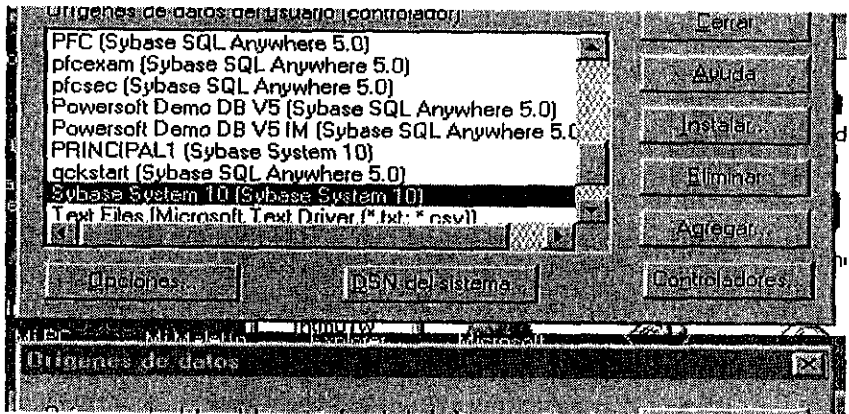 Orígenes de datos del usuario (controlador)
Cerrar
PFC (Sybase SQL Anywhere 5.0)
pfcexam (Sybase SQL Anywhere 5.0)
Ayuda
pfcsec (Sybase SQL Anywhere 5.0)
Powersoft Demo DB V5 (Sybase SQL Anywhere 5.0)
Powersoft Demo DB V5 IM (Sybase SQL Anywhere 5.0
Instalar...
PRINCIPAL1 (Sybase System 10)
qckstart (Sybase SQL Anywhere 5.0)
Eliminar
Sybase System 10 (Sybase System 10)
Text Files (Microsoft Text Driver (*.txt; *.csv))
Agregar...
Opciones...
DSN del sistema...
Controladores...
Explorer
Microsoft
Orígenes de datos